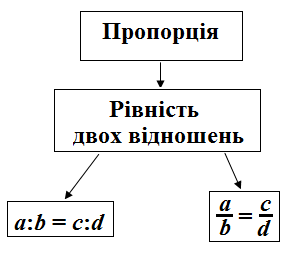 Пропорція
Рівність
двох відношень
a:b = c:d
a/b = c/d